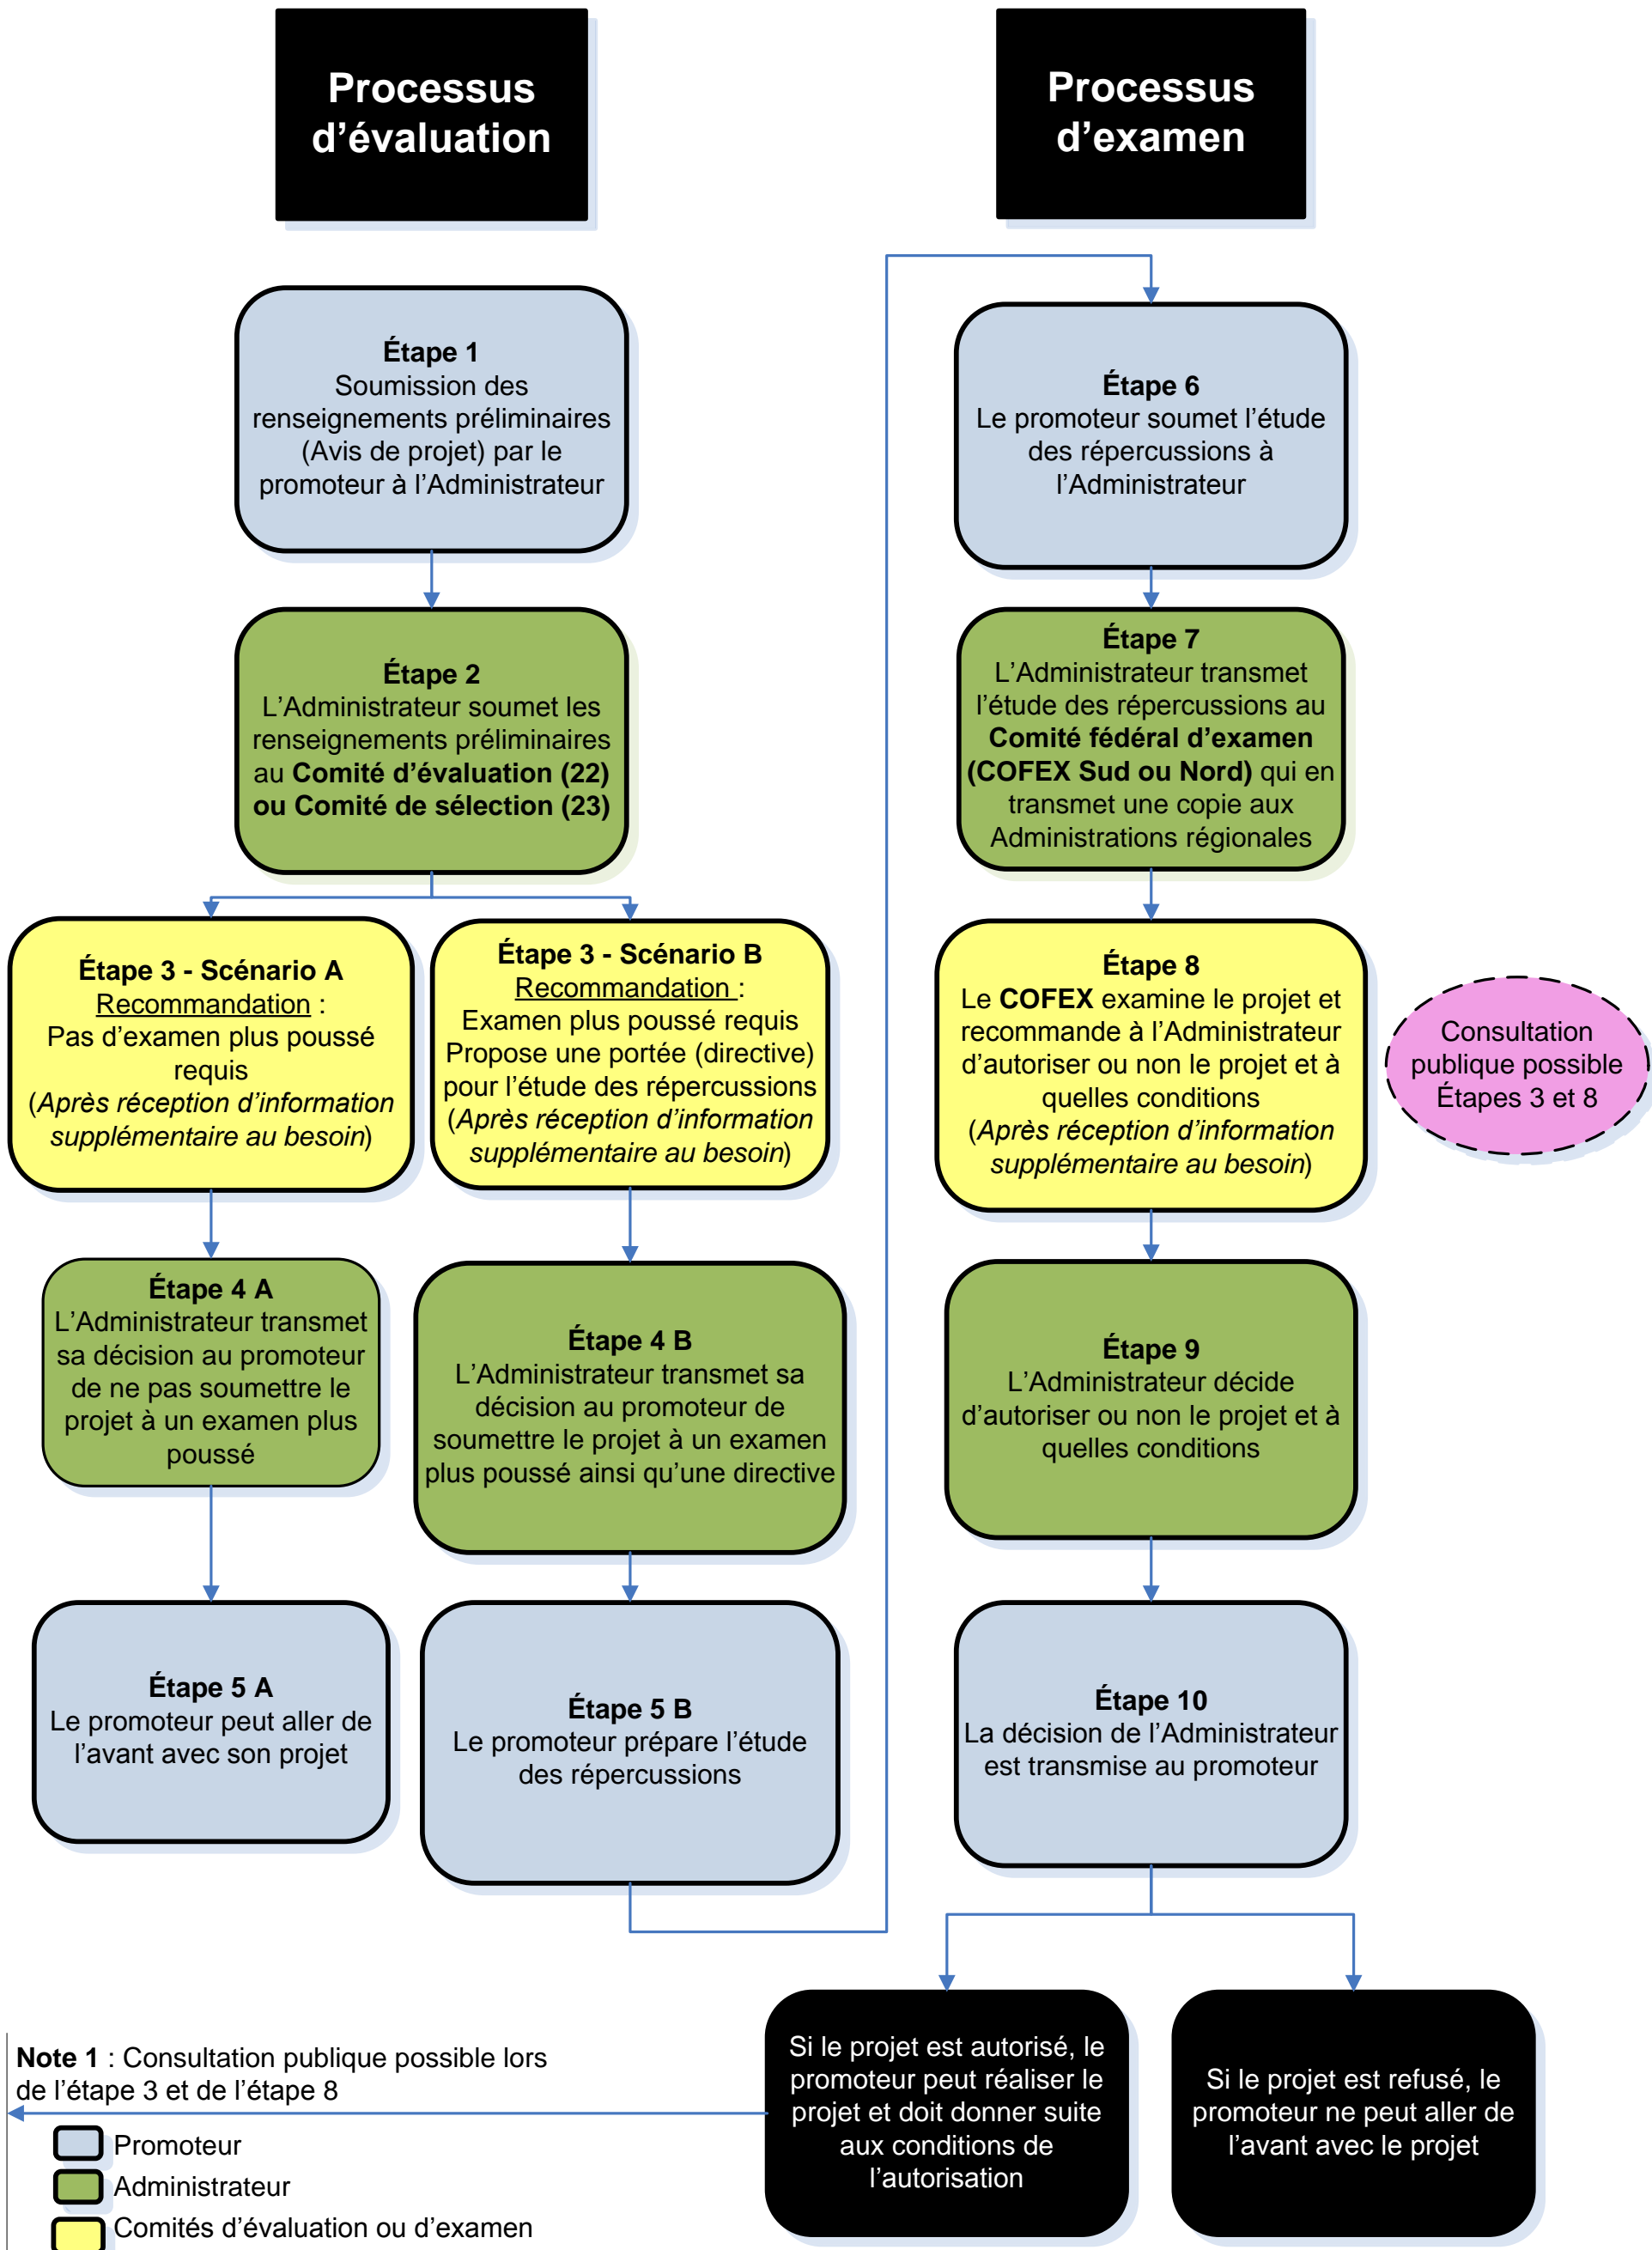 Processus
d’évaluation
Étape 1
Soumission des
renseignements préliminaires
(Avis de projet) par le
promoteur à l’Administrateur
Étape 2
L’Administrateur soumet les
renseignements préliminaires
au Comité d’évaluation (22)
ou Comité de sélection (23)
Étape 3 - Scénario A
Recommandation :
Pas d’examen plus poussé
requis
(Après réception d’information
supplémentaire au besoin)
Étape 3 - Scénario B
Recommandation :
Examen plus poussé requis
Propose une portée (directive)
pour l’étude des répercussions
(Après réception d’information
supplémentaire au besoin)
Étape 4 A
L’Administrateur transmet
sa décision au promoteur
de ne pas soumettre le
projet à un examen plus
poussé
Étape 4 B
L’Administrateur transmet sa
décision au promoteur de
soumettre le projet à un examen
plus poussé ainsi qu’une directive
Étape 5 A
Le promoteur peut aller de
l’avant avec son projet
Étape 5 B
Le promoteur prépare l’étude
des répercussions
Processus
d’examen
Étape 6
Le promoteur soumet l’étude
des répercussions à
l’Administrateur
Étape 7
L’Administrateur transmet
l’étude des répercussions au
Comité fédéral d’examen
(COFEX Sud ou Nord) qui en
transmet une copie aux
Administrations régionales
Étape 8
Le COFEX examine le projet et
recommande à l’Administrateur
d’autoriser ou non le projet et à
quelles conditions
(Après réception d’information
supplémentaire au besoin)
Consultation
publique possible
Étapes 3 et 8
Étape 9
L’Administrateur décide
d’autoriser ou non le projet et à
quelles conditions
Étape 10
La décision de l’Administrateur
est transmise au promoteur
Si le projet est autorisé, le
promoteur peut réaliser le
projet et doit donner suite
aux conditions de
l’autorisation
Si le projet est refusé, le
promoteur ne peut aller de
l’avant avec le projet
Note 1 : Consultation publique possible lors
de l’étape 3 et de l’étape 8
Promoteur
Administrateur
Comités d’évaluation ou d’examen